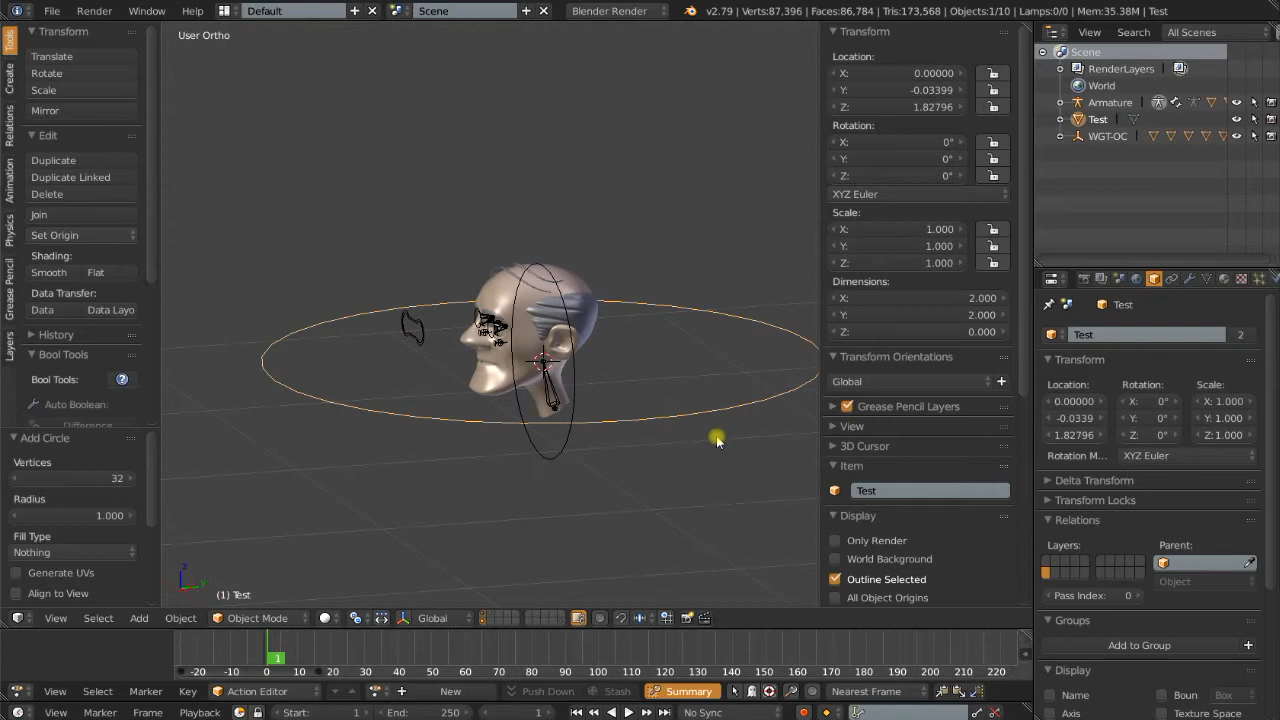 File Render Window Help Default Scene Blender Render v2.79 | Verts:87,396 | Faces:86,784 | Tris:173,568 | Objects:1/10 | Lamps:0/0 | Mem:35.38M | Test
Tools
Create
Relations
Animation
Physics
Grease Pencil
Layers
Transform
Translate
Rotate
Scale
Mirror
Edit
Duplicate
Duplicate Linked
Delete
Join
Set Origin
Shading:
Smooth Flat
Data Transfer:
Data Data Layo
History
Bool Tools
Bool Tools:
Auto Boolean:
Add Circle
Vertices
32
Radius
1.000
Fill Type
Nothing
Generate UVs
Align to View
User Ortho
z
y
(1) Test
Transform
Location:
X: 0.00000
Y: -0.03399
Z: 1.82796
Rotation:
X: 0°
Y: 0°
Z: 0°
XYZ Euler
Scale:
X: 1.000
Y: 1.000
Z: 1.000
Dimensions:
X: 2.000
Y: 2.000
Z: 0.000
Transform Orientations
Global
Grease Pencil Layers
View
3D Cursor
Item
Test
Display
Only Render
World Background
Outline Selected
All Object Origins
View Search All Scenes
Scene
RenderLayers
World
Armature
Test
WGT-OC
Test
Test 2
Transform
Location: Rotation: Scale:
0.00000 X: 0° X: 1.000
-0.0339 Y: 0° Y: 1.000
1.82796 Z: 0° Z: 1.000
Rotation M... XYZ Euler
Delta Transform
Transform Locks
Relations
Layers: Parent:
Object
Pass Index: 0
Groups
Add to Group
Display
Name Boun Box
Axis Texture Space
View Select Add Object Object Mode Global
-20 -10 0 10 20 30 40 50 60 70 80 90 100 110 120 130 140 150 160 170 180 190 200 210 220
1
View Select Marker Key Action Editor New Push Down Stash Summary Nearest Frame
View Marker Frame Playback Start: 1 End: 250 1 No Sync